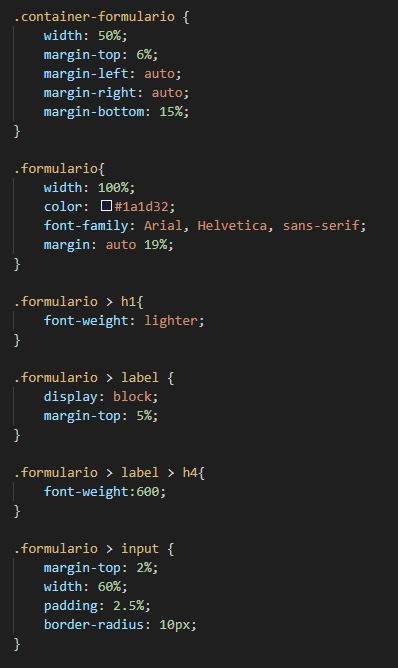 .container-formulario {
    width: 50%;
    margin-top: 6%;
    margin-left: auto;
    margin-right: auto;
    margin-bottom: 15%;
}

.formulario{
    width: 100%;
    color: #1a1d32;
    font-family: Arial, Helvetica, sans-serif;
    margin: auto 19%;
}

.formulario > h1{
    font-weight: lighter;
}

.formulario > label {
    display: block;
    margin-top: 5%;
}

.formulario > label > h4{
    font-weight:600;
}

.formulario > input {
    margin-top: 2%;
    width: 60%;
    padding: 2.5%;
    border-radius: 10px;
}